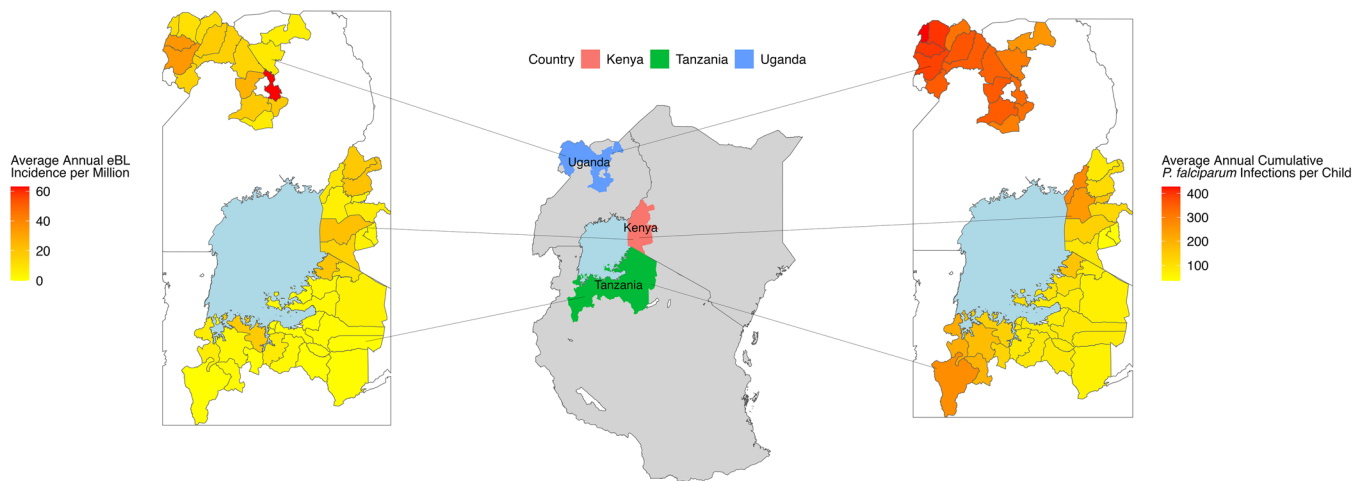 Country Kenya Tanzania Uganda
Average Annual eBL
Incidence per Million
60
40
20
0
Uganda
Kenya
Tanzania
Average Annual Cumulative
P. falciparum Infections per Child
400
300
200
100